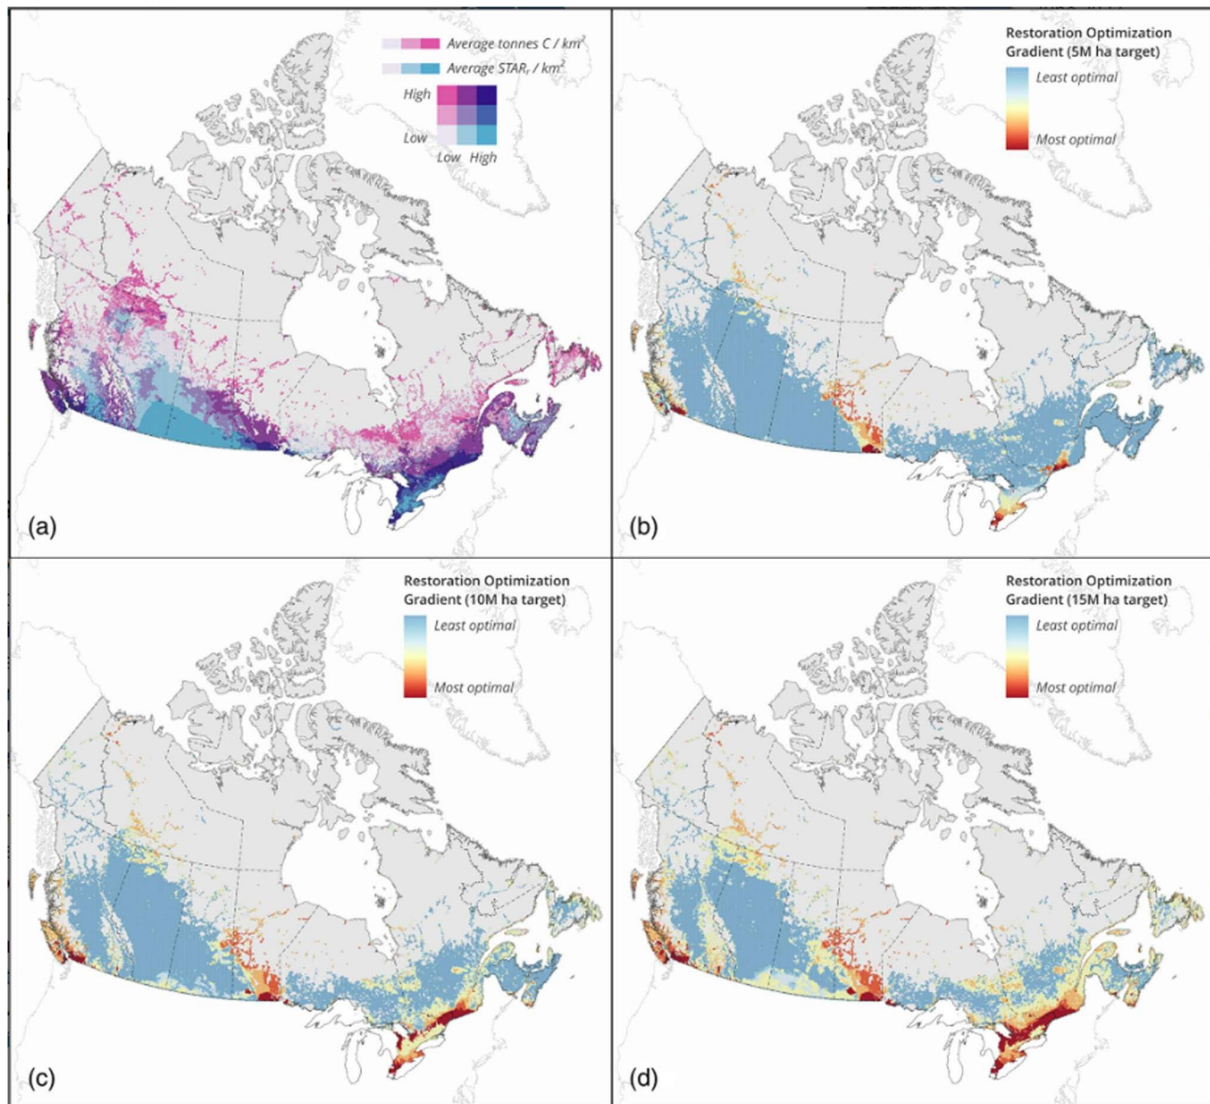 Average tonnes C / km²
Average STARᵣ / km²
High
Low
Low High
(a)
Restoration Optimization
Gradient (5M ha target)
Least optimal
Most optimal
(b)
Restoration Optimization
Gradient (10M ha target)
Least optimal
Most optimal
(c)
Restoration Optimization
Gradient (15M ha target)
Least optimal
Most optimal
(d)